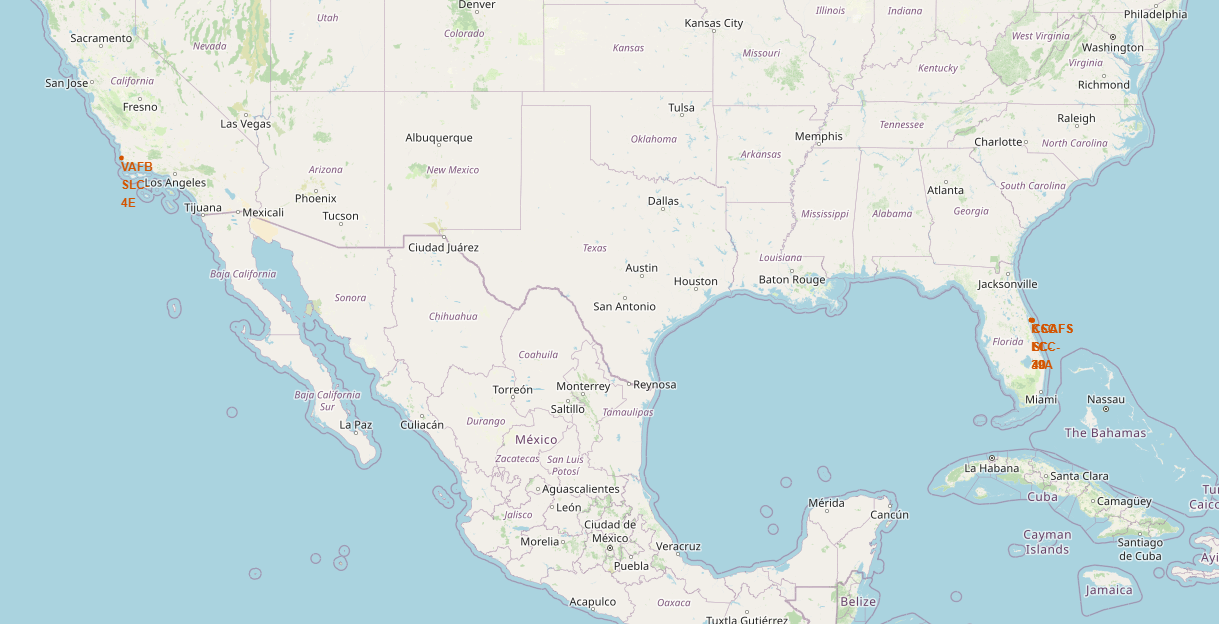 Denver
Utah
Illinois
Indiana
Philadelphia
Kansas City
Colorado
Sacramento
Nevada
Kansas
Missouri
West Virginia
Washington
Virginia
Kentucky
San Jose
California
Richmond
Fresno
Las Vegas
Tulsa
Raleigh
Tennessee
Albuquerque
Oklahoma
Memphis
Charlotte
North Carolina
Arkansas
VAFB
SLC-
4E
Los Angeles
Arizona
New Mexico
Phoenix
Atlanta
South Carolina
Dallas
Tijuana
Mexicali
Tucson
Mississippi
Alabama
Georgia
Ciudad Juárez
Texas
Louisiana
Baja California
Austin
Houston
Baton Rouge
Jacksonville
Sonora
San Antonio
Chihuahua
Florida
Coahuila
Torreón
Monterrey
Reynosa
Baja California
Sur
Saltillo
Tamaulipas
Miami
Nassau
La Paz
Culiacán
Durango
México
The Bahamas
Zacatecas
San Luis
Potosí
La Habana
Santa Clara
Aguascalientes
Cuba
Camagüey
León
Jalisco
Mérida
Cancún
Ciudad de
México
Morelia
Veracruz
Cayman
Islands
Santiago
de Cuba
Puebla
Acapulco
Oaxaca
Belize
Jamaica
Tuxtla Gutiérrez